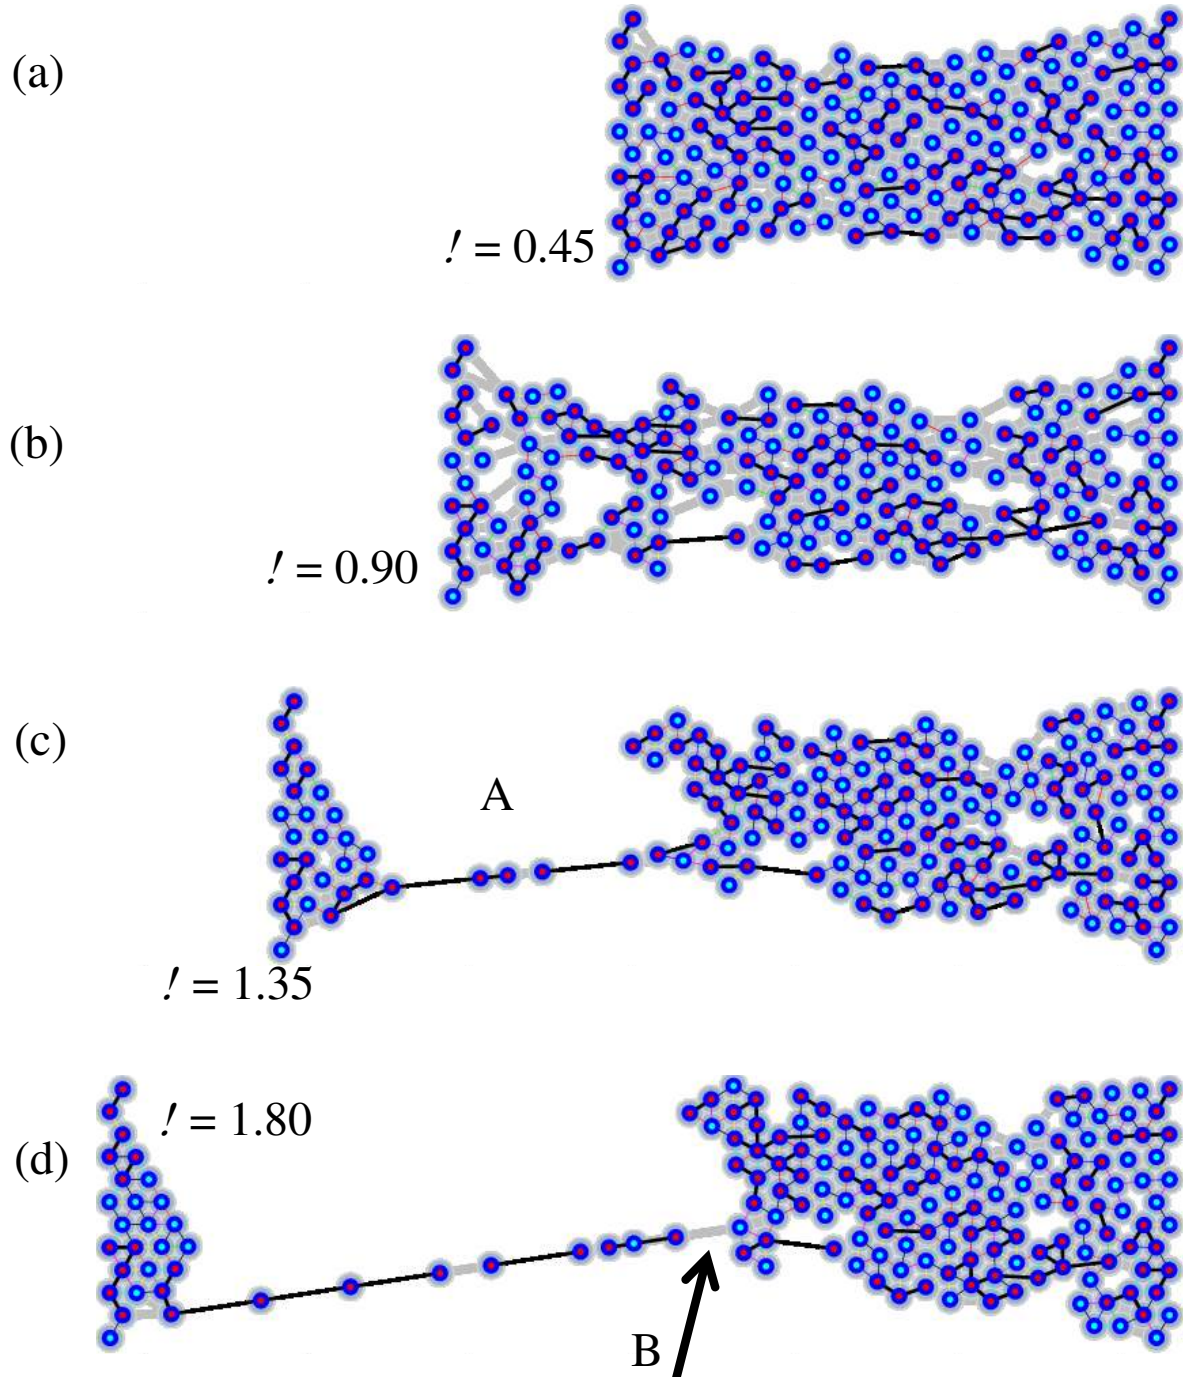 (a)
! = 0.45
(b)
! = 0.90
(c)
A
! = 1.35
! = 1.80
(d)
B